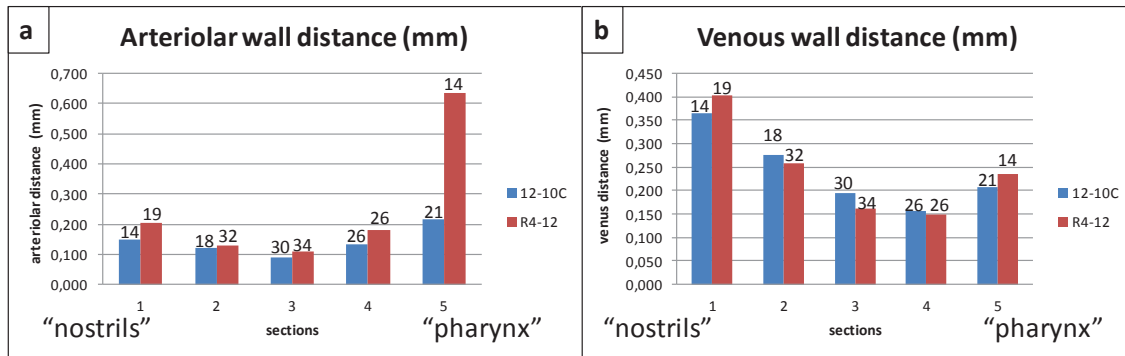 a
Arteriolar wall distance (mm)
arteriolar distance (mm)
0,700
0,600
0,500
0,400
0,300
0,200
0,100
0,000
14 19 18 32 30 34 26 26 21 14
12-10C
R4-12
1 2 3 4 5
"nostrils" sections "pharynx"
b
Venous wall distance (mm)
venus distance (mm)
0,450
0,400
0,350
0,300
0,250
0,200
0,150
0,100
0,050
0,000
14 19 18 32 30 34 26 26 21 14
12-10C
R4-12
1 2 3 4 5
"nostrils" sections "pharynx"